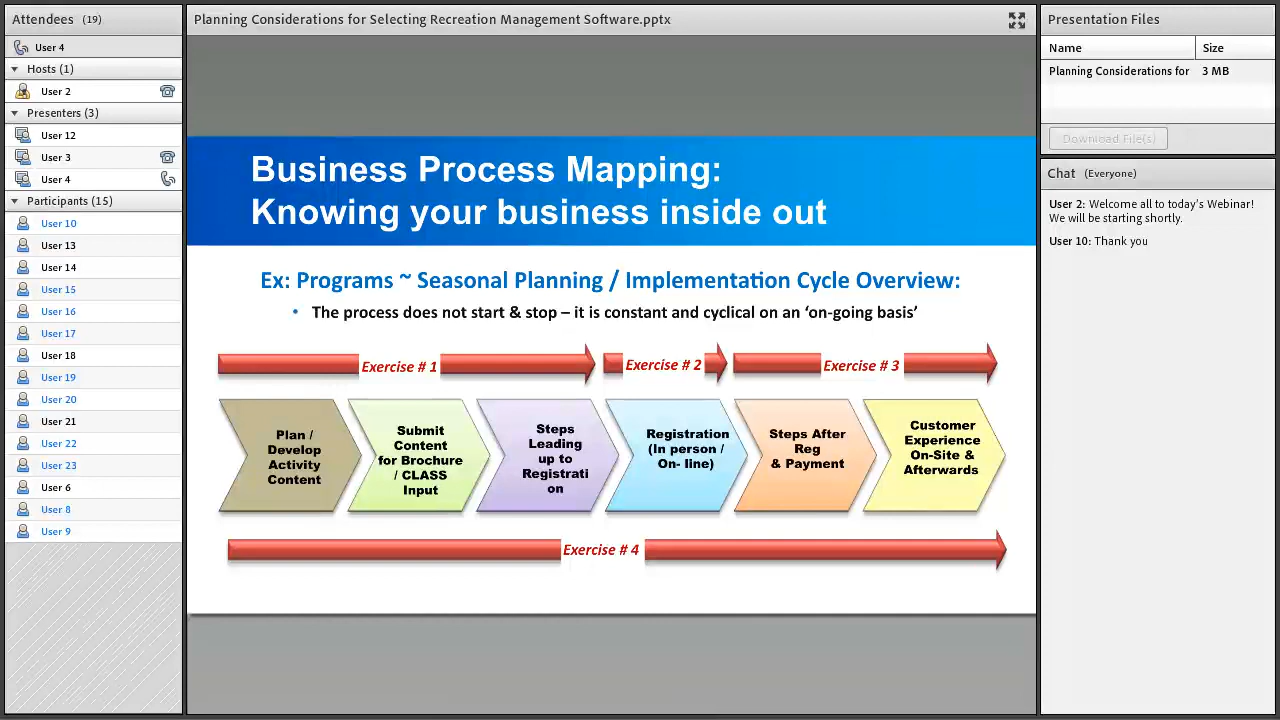 Attendees (19)
User 4
Hosts (1)
User 2
Presenters (3)
User 12
User 3
User 4
Participants (15)
User 10
User 13
User 14
User 15
User 16
User 17
User 18
User 19
User 20
User 21
User 22
User 23
User 6
User 8
User 9
Planning Considerations for Selecting Recreation Management Software.pptx
Business Process Mapping:
Knowing your business inside out
Ex: Programs ~ Seasonal Planning / Implementation Cycle Overview:
• The process does not start & stop – it is constant and cyclical on an ‘on-going basis’
Exercise # 1
Exercise # 2
Exercise # 3
Plan /
Develop
Activity
Content
Submit
Content
for Brochure
/ CLASS
Input
Steps
Leading
up to
Registrati
on
Registration
(In person /
On- line)
Steps After
Reg
& Payment
Customer
Experience
On-Site &
Afterwards
Exercise # 4
Presentation Files
Name Size
Planning Considerations for 3 MB
Download File(s)
Chat (Everyone)
User 2: Welcome all to today's Webinar!
We will be starting shortly.
User 10: Thank you